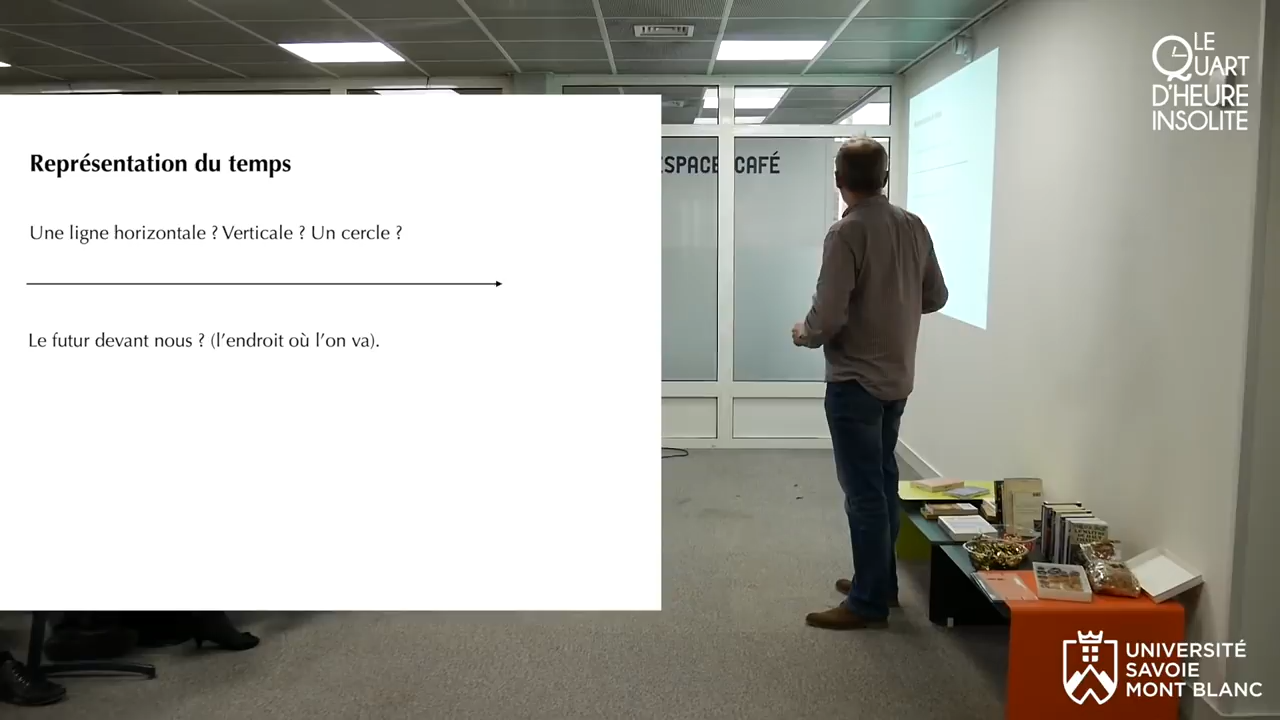 Représentation du temps
Une ligne horizontale ? Verticale ? Un cercle ?
Le futur devant nous ? (l'endroit où l'on va).
ESPACE CAFÉ
LE
QUART
D'HEURE
INSOLITE
UNIVERSITÉ
SAVOIE
MONT BLANC